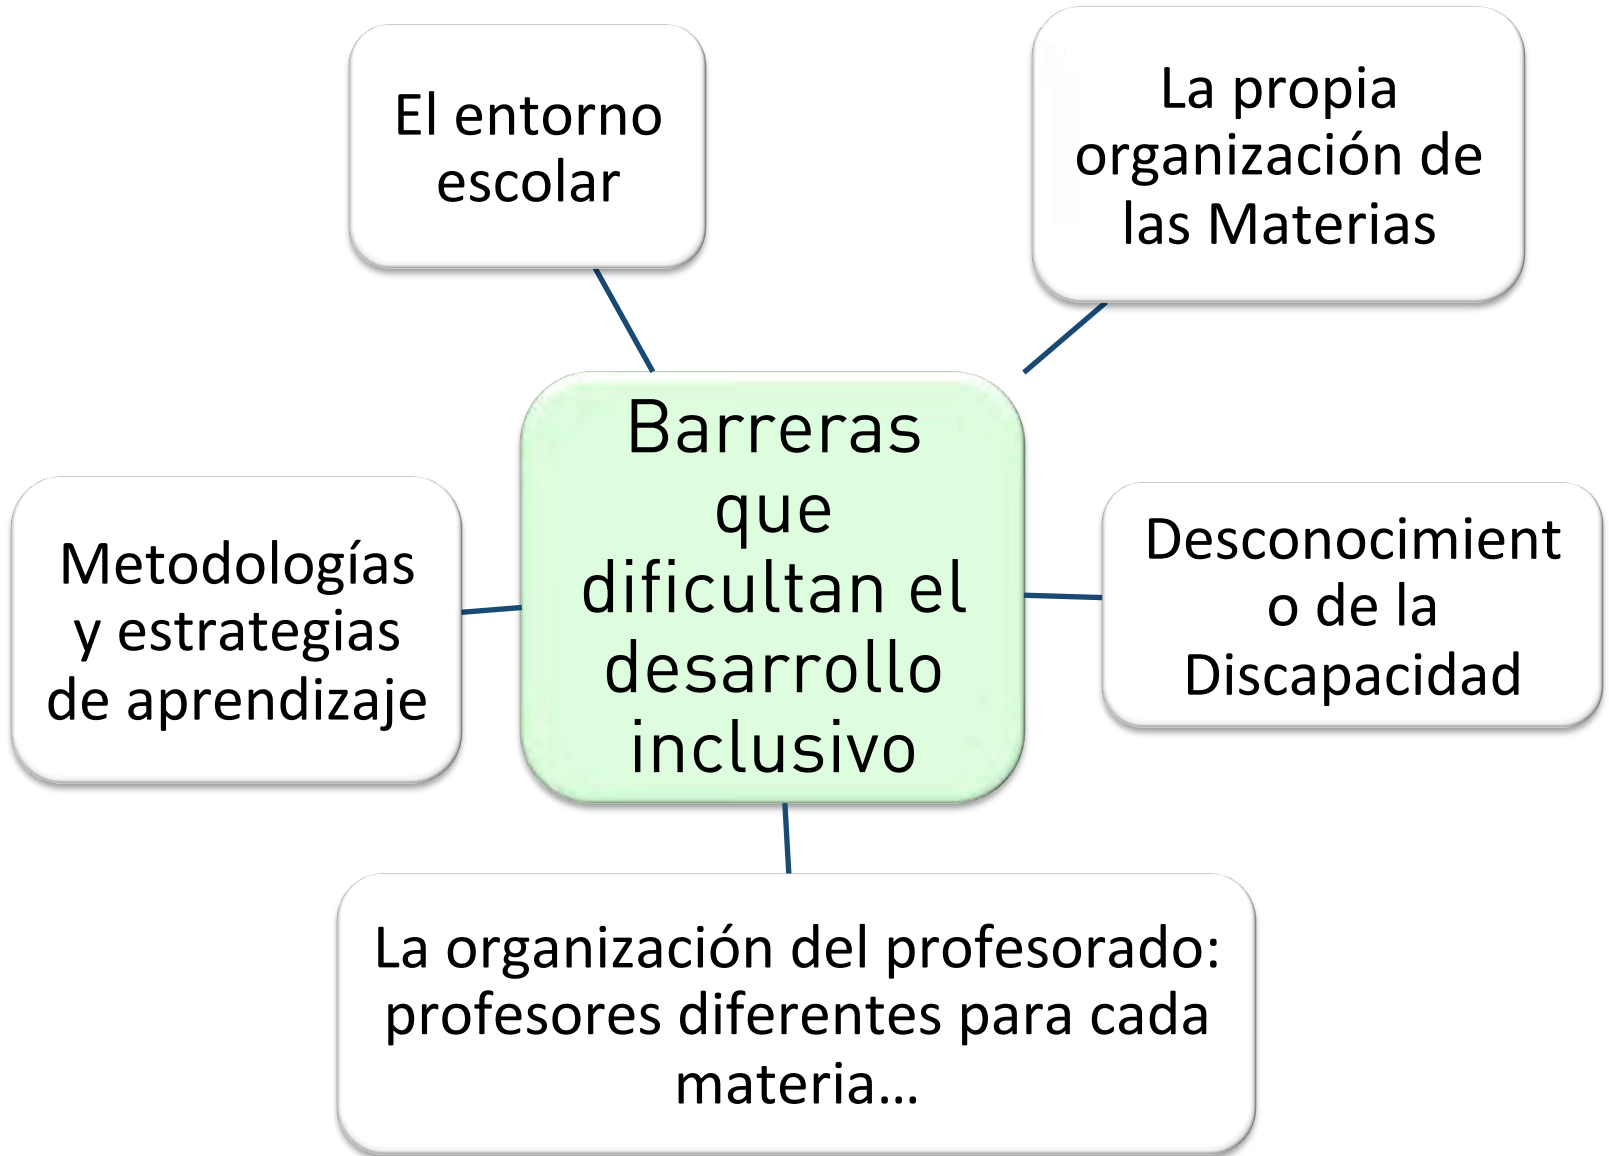 El entorno
escolar
La propia
organización de
las Materias
Barreras
que
dificultan el
desarrollo
inclusivo
Metodologías
y estrategias
de aprendizaje
Desconocimient
o de la
Discapacidad
La organización del profesorado:
profesores diferentes para cada
materia…